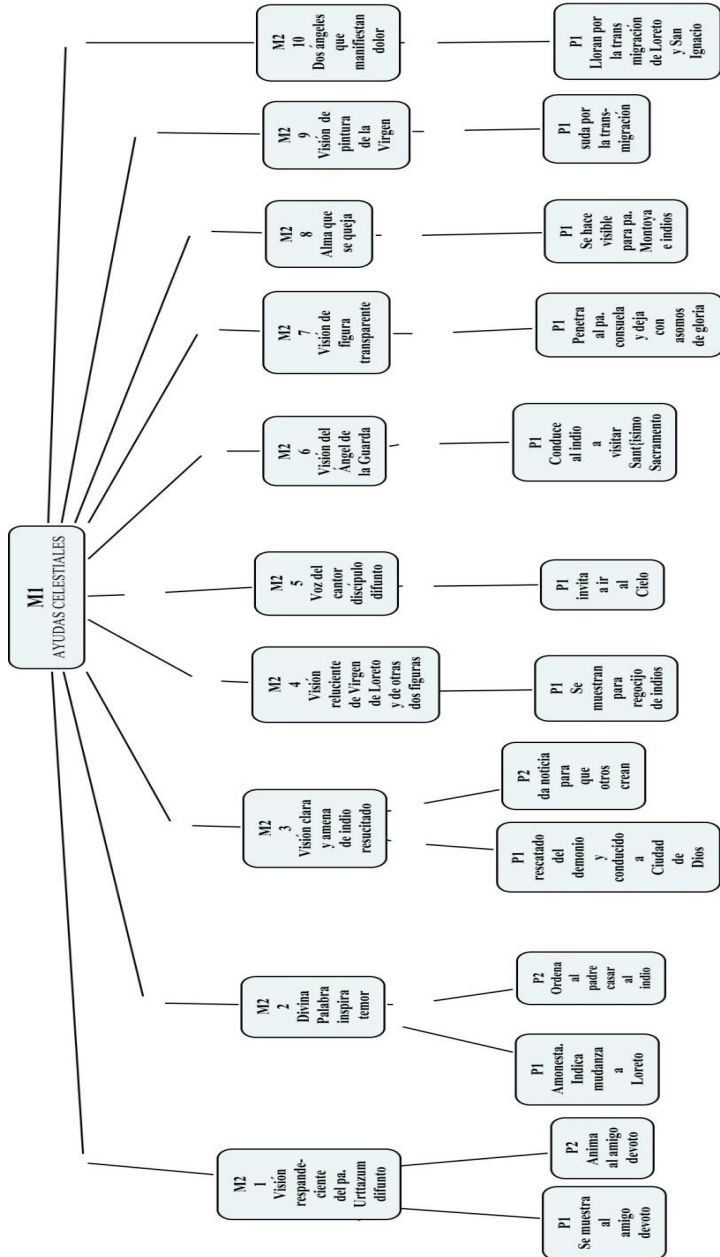 M1
AYUDAS CELESTIALES
M2
1
Visión
respande-
ciente
del pa.
Urttazum
difunto
P1
Se muestra
al
amigo
devoto
P2
Anima
al amigo
devoto
M2
2
Divina
Palabra
inspira
temor
P1
Amonesta.
Indica
mudanza
a
Loreto
P2
Ordena
al
padre
casar al
indio
M2
3
Visión clara
y amena
de indio
resucitado
P1
rescatado
del
demonio
y
conducido
a
Ciudad
de
Dios
P2
da noticia
para
que
otros
crean
M2
4
Visión
reluciente
de Virgen
de Loreto
y de otras
dos figuras
P1
Se
muestran
para
regocijo
de indios
M2
5
Voz del
cantor
discípulo
difunto
P1
invita
a ir
al
Cielo
M2
6
Visión del
Ángel de
la Guarda
P1
Conduce
al indio
a
visitar
Sant{isimo
Sacramento
M2
7
Visión de
figura
transparente
P1
Penetra
al pa.
consuela
y deja
con
asomos
de gloria
M2
8
Alma que
se queja
P1
Se hace
visible
para pa.
Montoya
e indios
M2
9
Visión de
pintura
de la
Virgen
P1
suda por
la trans-
migración
M2
10
Dos ángeles
que
manifiestan
dolor
P1
Lloran por
la trans
migración
de Loreto
y San
Ignacio